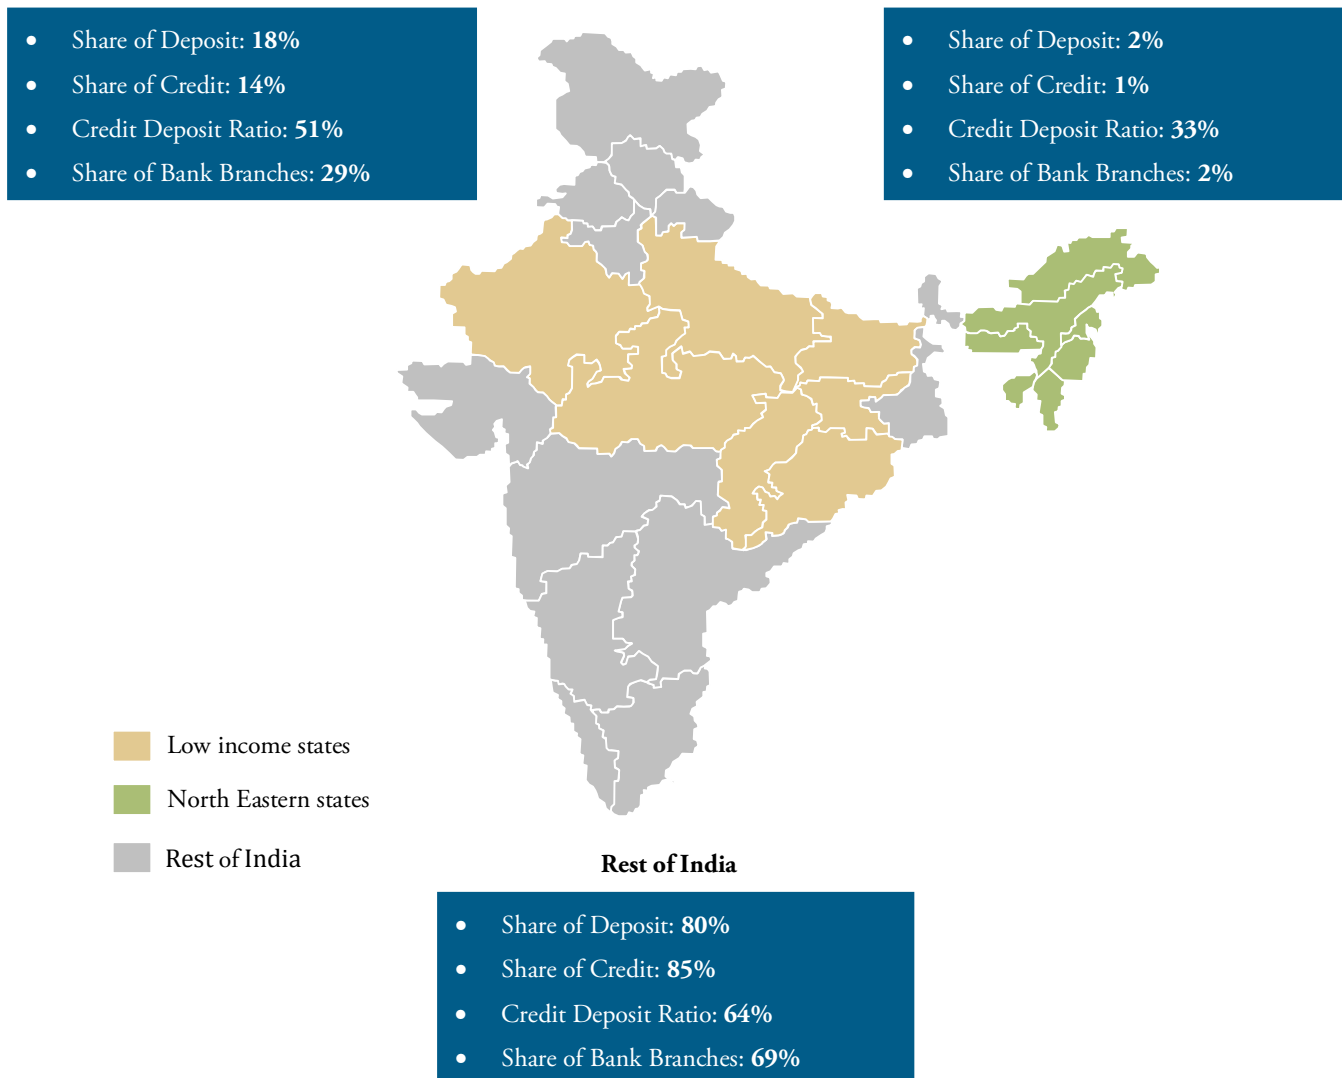 • Share of Deposit: 18%
• Share of Credit: 14%
• Credit Deposit Ratio: 51%
• Share of Bank Branches: 29%
• Share of Deposit: 2%
• Share of Credit: 1%
• Credit Deposit Ratio: 33%
• Share of Bank Branches: 2%
Low income states
North Eastern states
Rest of India
Rest of India
• Share of Deposit: 80%
• Share of Credit: 85%
• Credit Deposit Ratio: 64%
• Share of Bank Branches: 69%